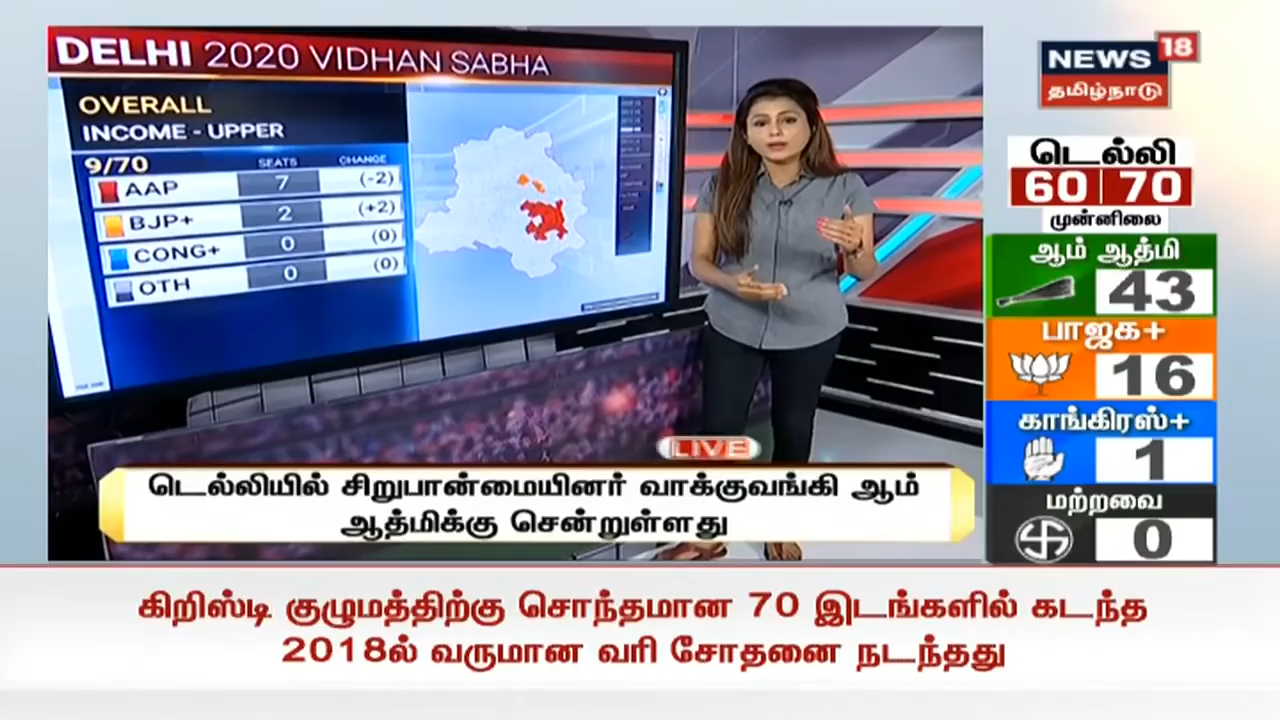 DELHI 2020 VIDHAN SABHA
OVERALL
INCOME - UPPER
9/70 SEATS CHANGE
AAP 7 (-2)
BJP+ 2 (+2)
CONG+ 0 (0)
OTH 0 (0)
NEWS 18
தமிழ்நாடு
டெல்லி
60 70
முன்னிலை
ஆம் ஆத்மி
43
பாஜக+
16
காங்கிரஸ்+
1
மற்றவை
0
LIVE
டெல்லியில் சிறுபான்மையினர் வாக்குவங்கி ஆம்
ஆத்மிக்கு சென்றுள்ளது
கிறிஸ்டி குழுமத்திற்கு சொந்தமான 70 இடங்களில் கடந்த
2018ல் வருமான வரி சோதனை நடந்தது